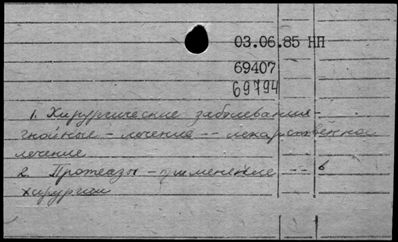 03.06.85 НП
69407
69794
1. Хирургические заболевания -
гнойные - лечение -- лекарственное
лечение
2. Протеазы - применение -- в
хирургии